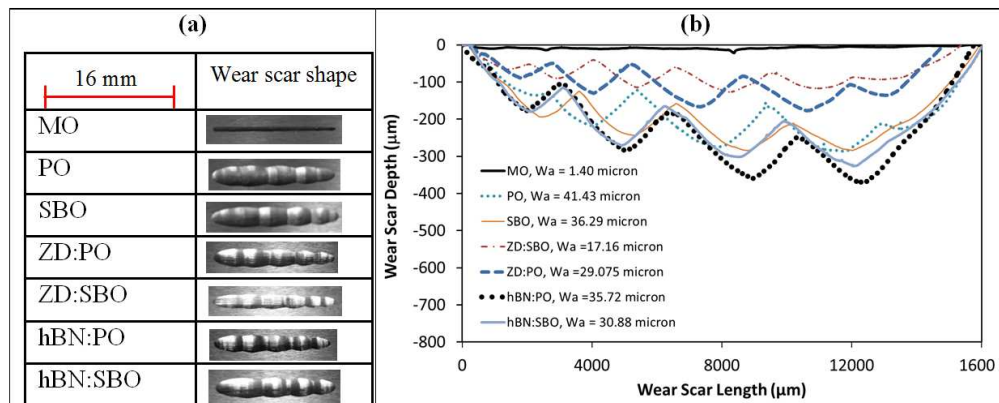 (a)
16 mm
Wear scar shape
MO
PO
SBO
ZD:PO
ZD:SBO
hBN:PO
hBN:SBO
(b)
Wear Scar Depth (µm)
0
-100
-200
-300
-400
-500
-600
-700
-800
MO, Wa = 1.40 micron
PO, Wa = 41.43 micron
SBO, Wa = 36.29 micron
ZD:SBO, Wa =17.16 micron
ZD:PO, Wa =29.075 micron
hBN:PO, Wa =35.72 micron
hBN:SBO, Wa = 30.88 micron
0 4000 8000 12000 16000
Wear Scar Length (µm)